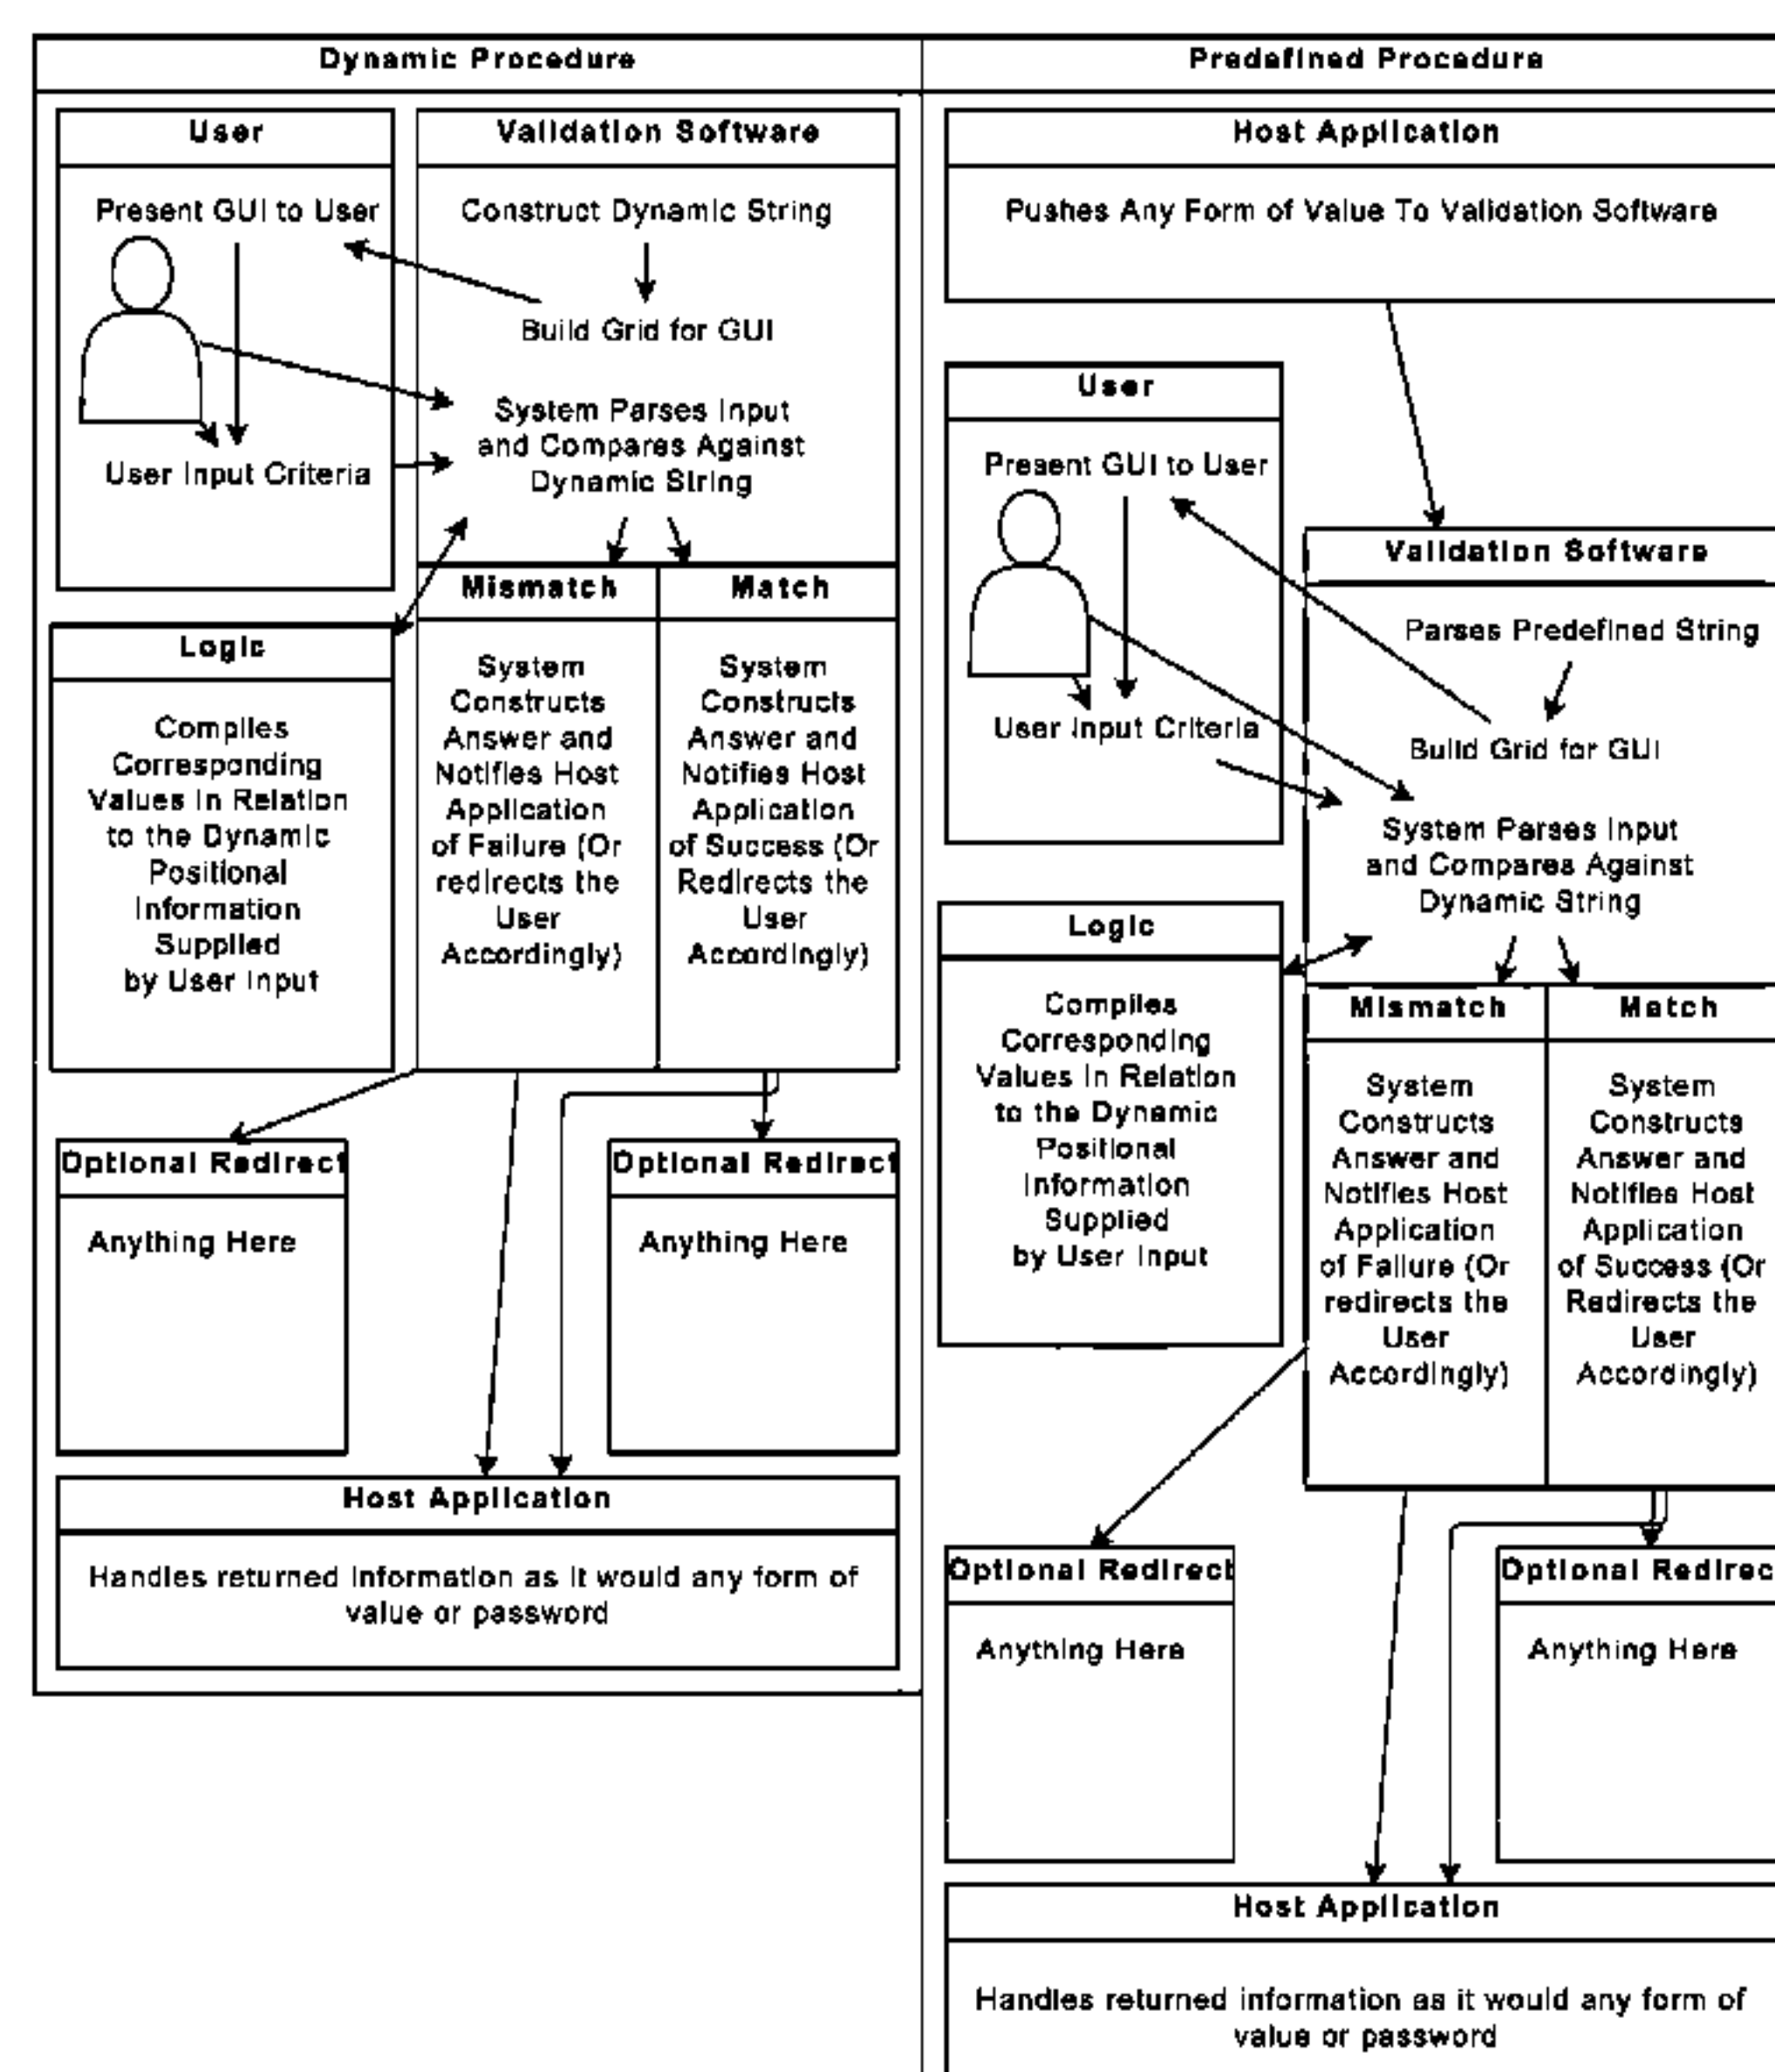 Dynamic Procedure
User
Present GUI to User
User Input Criteria
Validation Software
Construct Dynamic String
Build Grid for GUI
System Parses Input
and Compares Against
Dynamic String
Logic
Compiles
Corresponding
Values In Relation
to the Dynamic
Positional
Information
Supplied
by User Input
Mismatch
System
Constructs
Answer and
Notifies Host
Application
of Failure (Or
redirects the
User
Accordingly)
Match
System
Constructs
Answer and
Notifies Host
Application
of Success (Or
Redirects the
User
Accordingly)
Optional Redirect
Anything Here
Optional Redirect
Anything Here
Host Application
Handles returned information as it would any form of
value or password
Predefined Procedure
Host Application
Pushes Any Form of Value To Validation Software
User
Present GUI to User
User Input Criteria
Validation Software
Parses Predefined String
Build Grid for GUI
System Parses Input
and Compares Against
Dynamic String
Logic
Compiles
Corresponding
Values In Relation
to the Dynamic
Positional
Information
Supplied
by User Input
Mismatch
System
Constructs
Answer and
Notifies Host
Application
of Failure (Or
redirects the
User
Accordingly)
Match
System
Constructs
Answer and
Notifies Host
Application
of Success (Or
Redirects the
User
Accordingly)
Optional Redirect
Anything Here
Optional Redirec
Anything Here
Host Application
Handles returned information as it would any form of
value or password